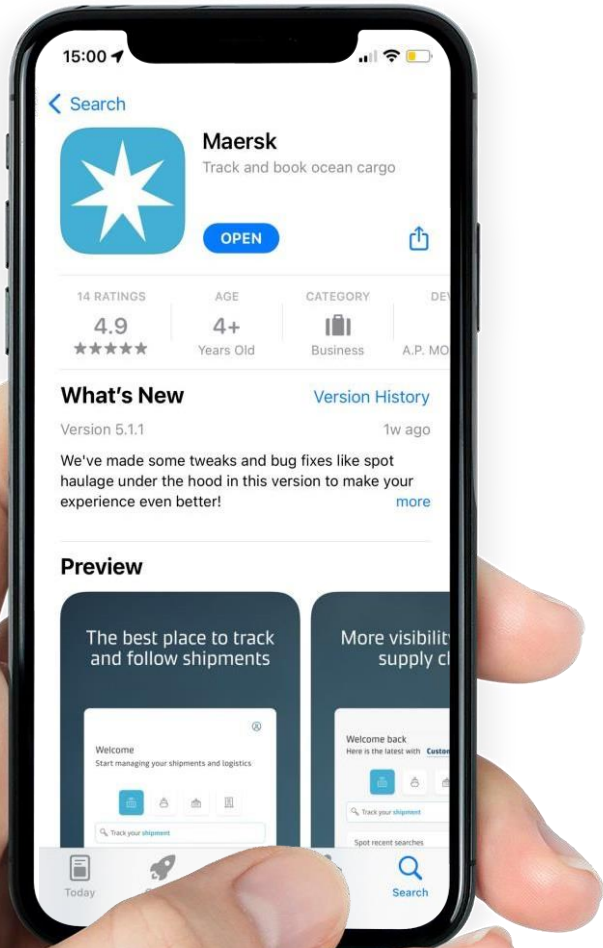 15:00
Search
Maersk
Track and book ocean cargo
OPEN
14 RATINGS
AGE
CATEGORY
4.9
4+
Years Old
Business
A.P. MO
What's New
Version History
Version 5.1.1
1w ago
We've made some tweaks and bug fixes like spot
haulage under the hood in this version to make your
experience even better!
more
Preview
The best place to track
and follow shipments
More visibility
supply
Welcome
Start managing your shipments and logistics
Track your shipment
Welcome back
Here is the latest with Custom
Track your shipment
Spot recent searches
Today
Search